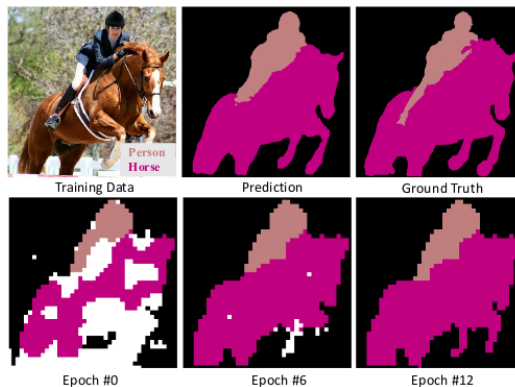 Person
Horse
Training Data
Prediction
Ground Truth
Epoch #0
Epoch #6
Epoch #12